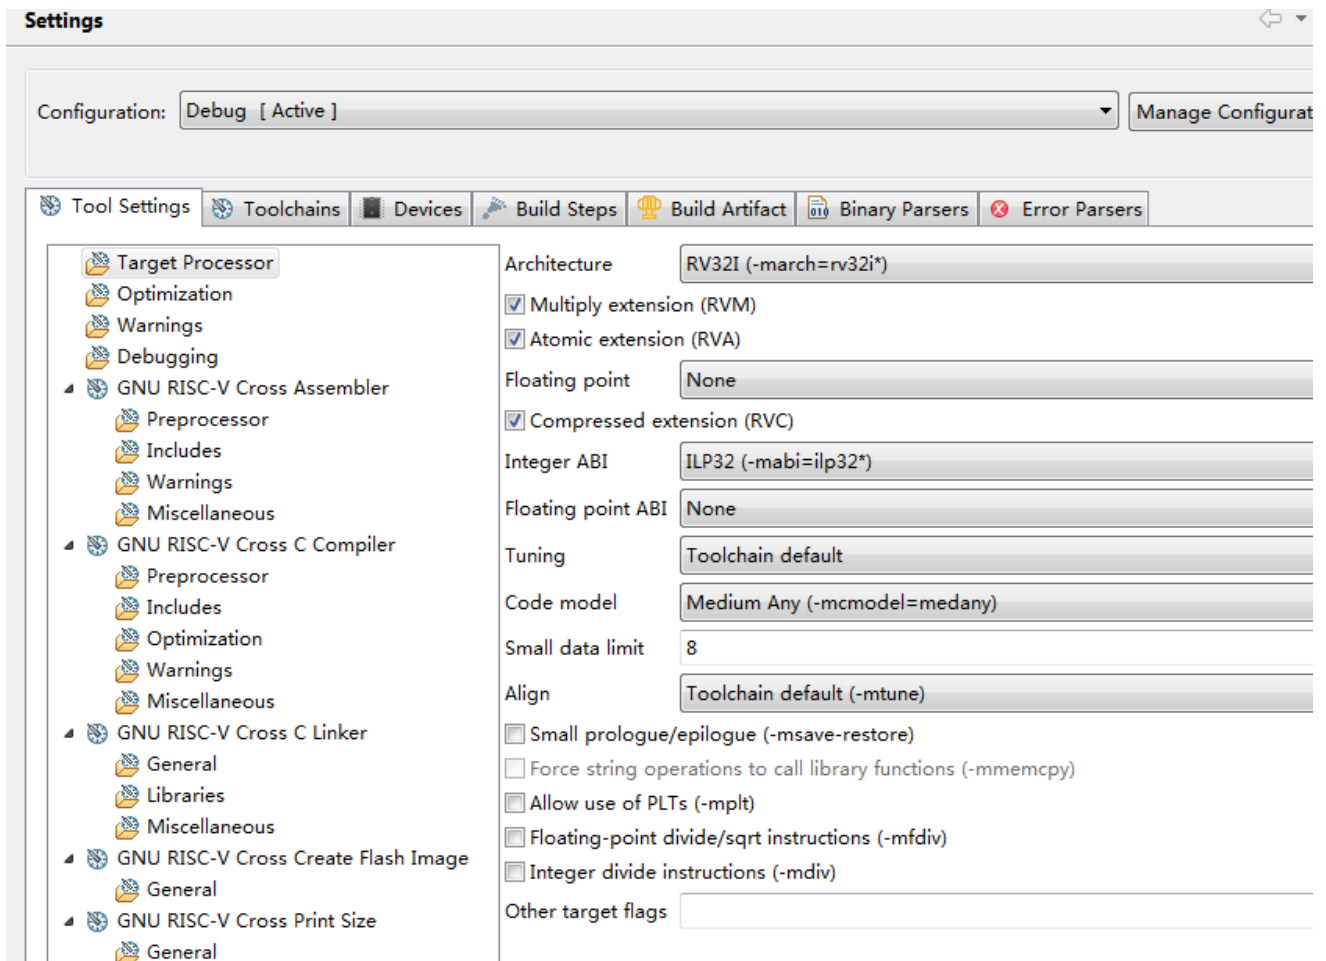 Settings
Configuration: Debug [ Active ] Manage Configurat
Tool Settings Toolchains Devices Build Steps Build Artifact Binary Parsers Error Parsers
Target Processor
Optimization
Warnings
Debugging
GNU RISC-V Cross Assembler
Preprocessor
Includes
Warnings
Miscellaneous
GNU RISC-V Cross C Compiler
Preprocessor
Includes
Optimization
Warnings
Miscellaneous
GNU RISC-V Cross C Linker
General
Libraries
Miscellaneous
GNU RISC-V Cross Create Flash Image
General
GNU RISC-V Cross Print Size
General
Architecture RV32I (-march=rv32i*)
Multiply extension (RVM)
Atomic extension (RVA)
Floating point None
Compressed extension (RVC)
Integer ABI ILP32 (-mabi=ilp32*)
Floating point ABI None
Tuning Toolchain default
Code model Medium Any (-mcmodel=medany)
Small data limit 8
Align Toolchain default (-mtune)
Small prologue/epilogue (-msave-restore)
Force string operations to call library functions (-mmemcpy)
Allow use of PLTs (-mplt)
Floating-point divide/sqrt instructions (-mfdiv)
Integer divide instructions (-mdiv)
Other target flags